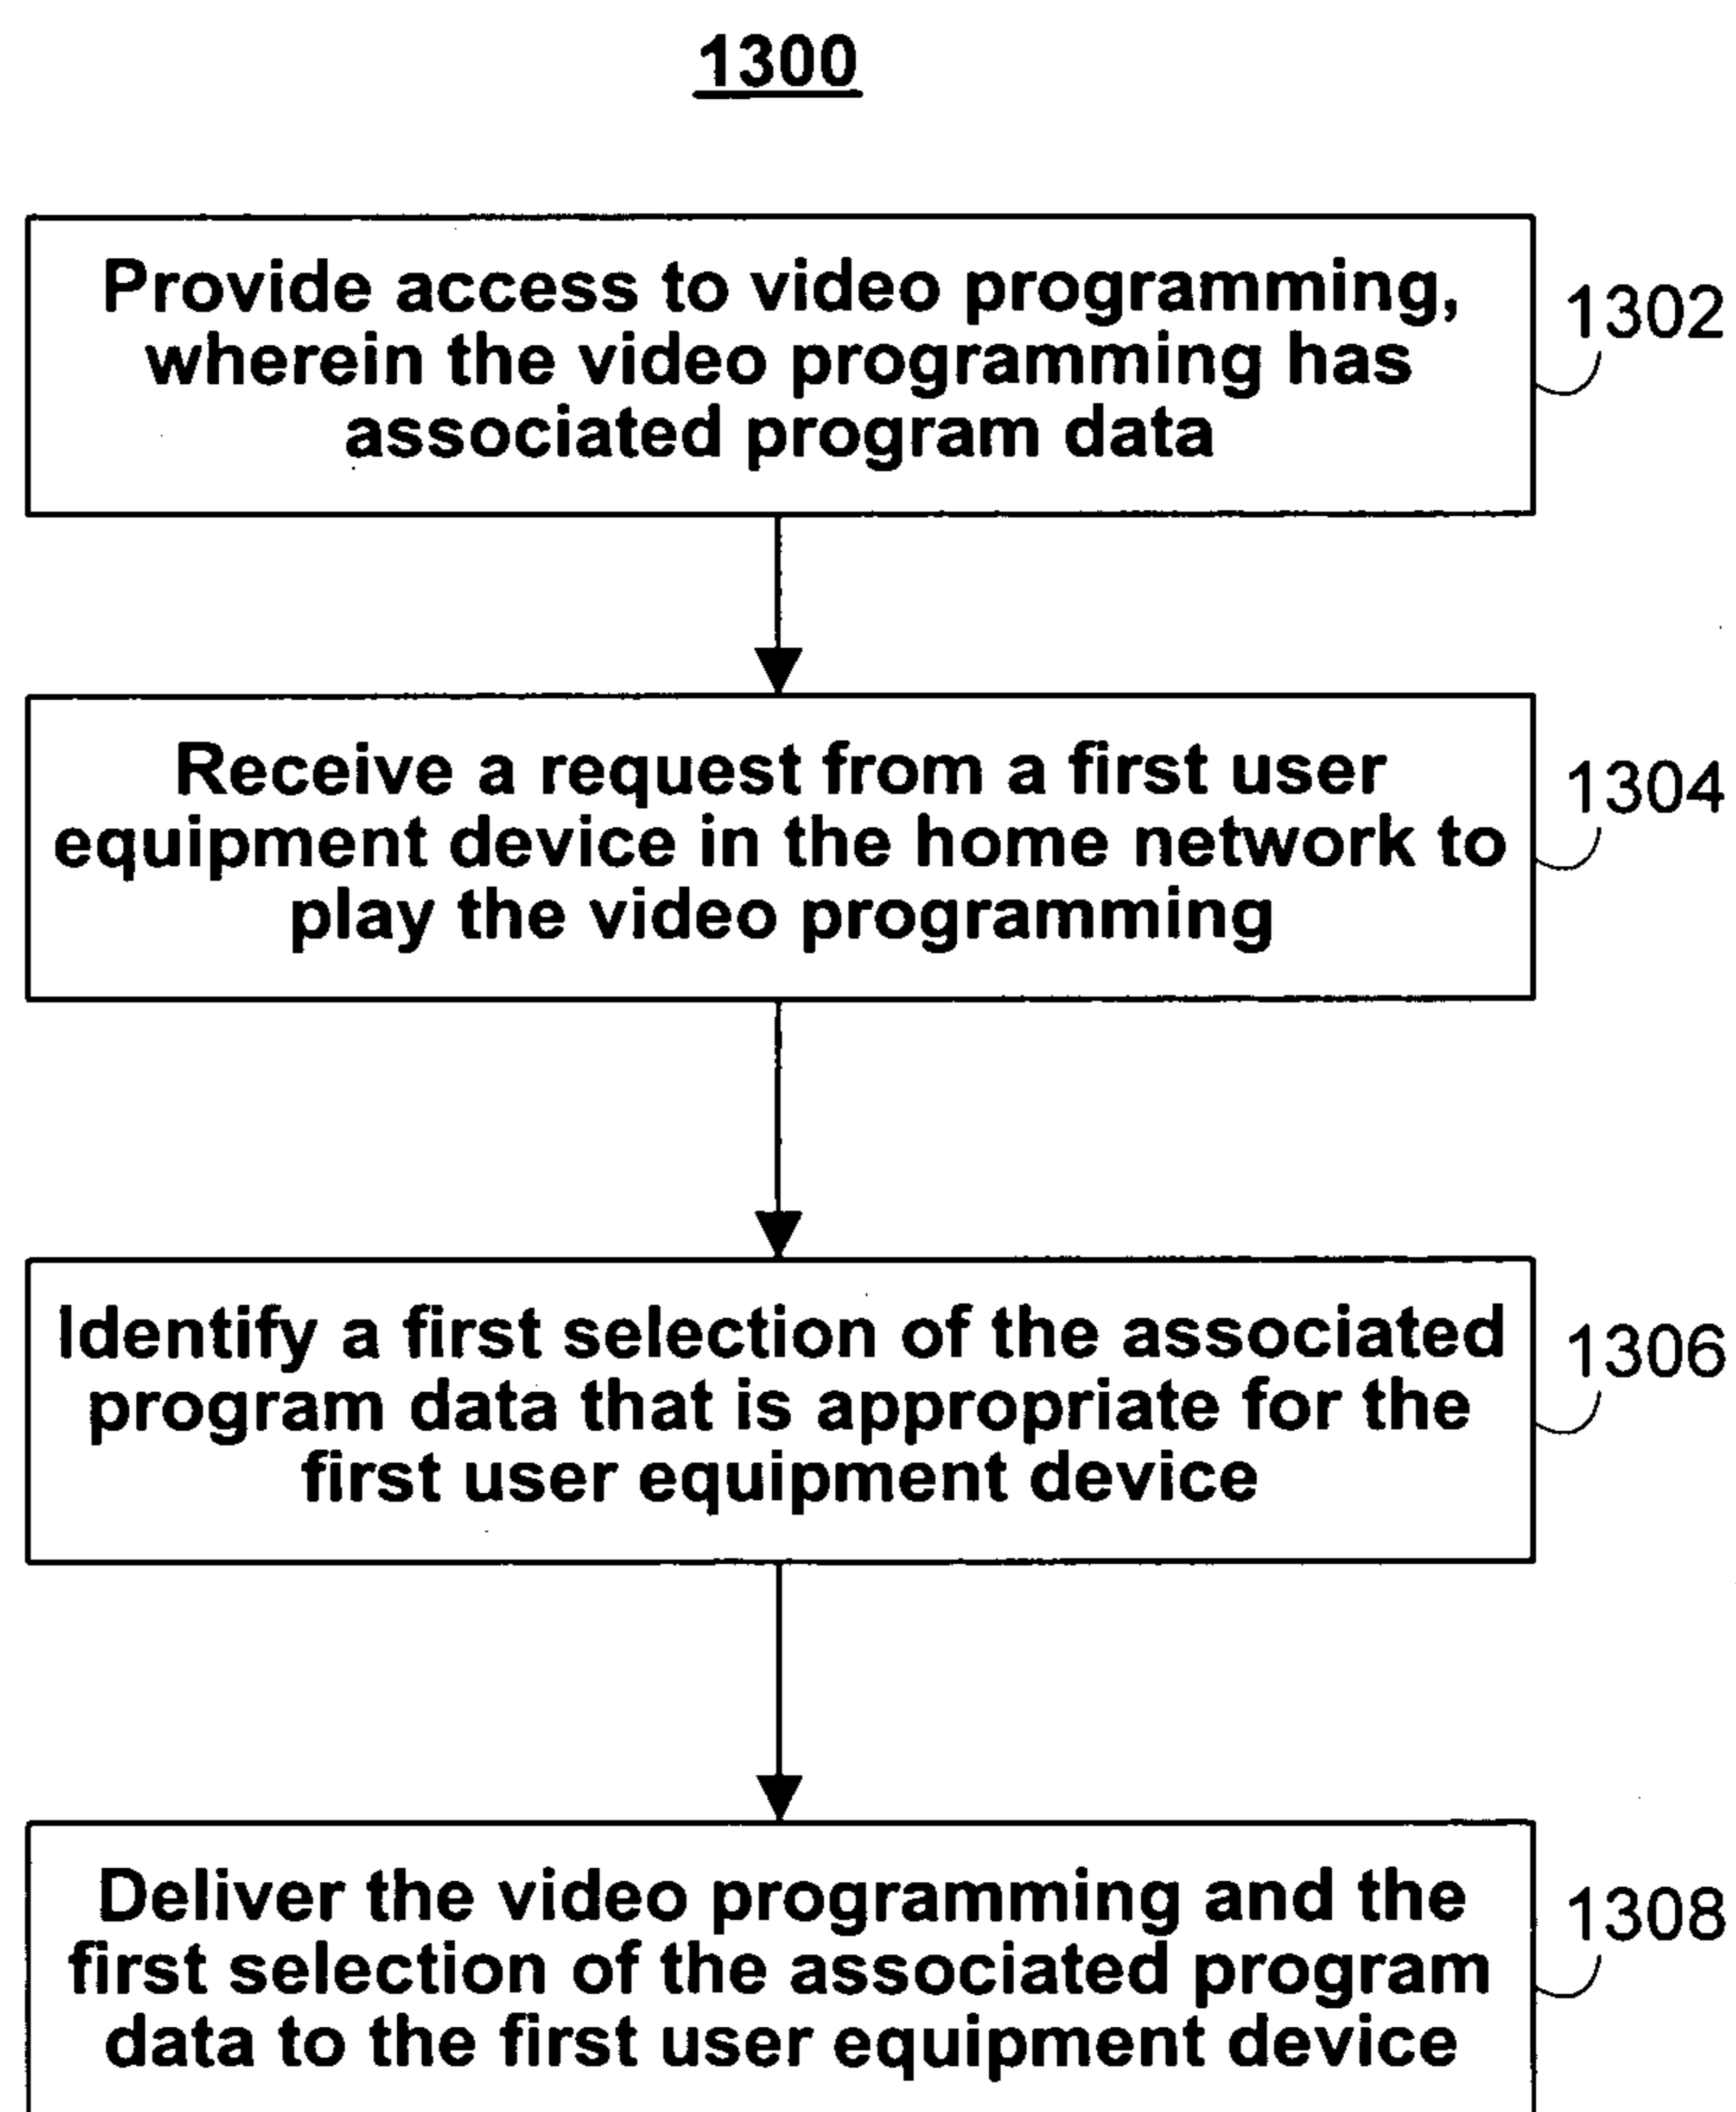 1300
Provide access to video programming,
wherein the video programming has
associated program data
1302
Receive a request from a first user
equipment device in the home network to
play the video programming
1304
Identify a first selection of the associated
program data that is appropriate for the
first user equipment device
1306
Deliver the video programming and the
first selection of the associated program
data to the first user equipment device
1308